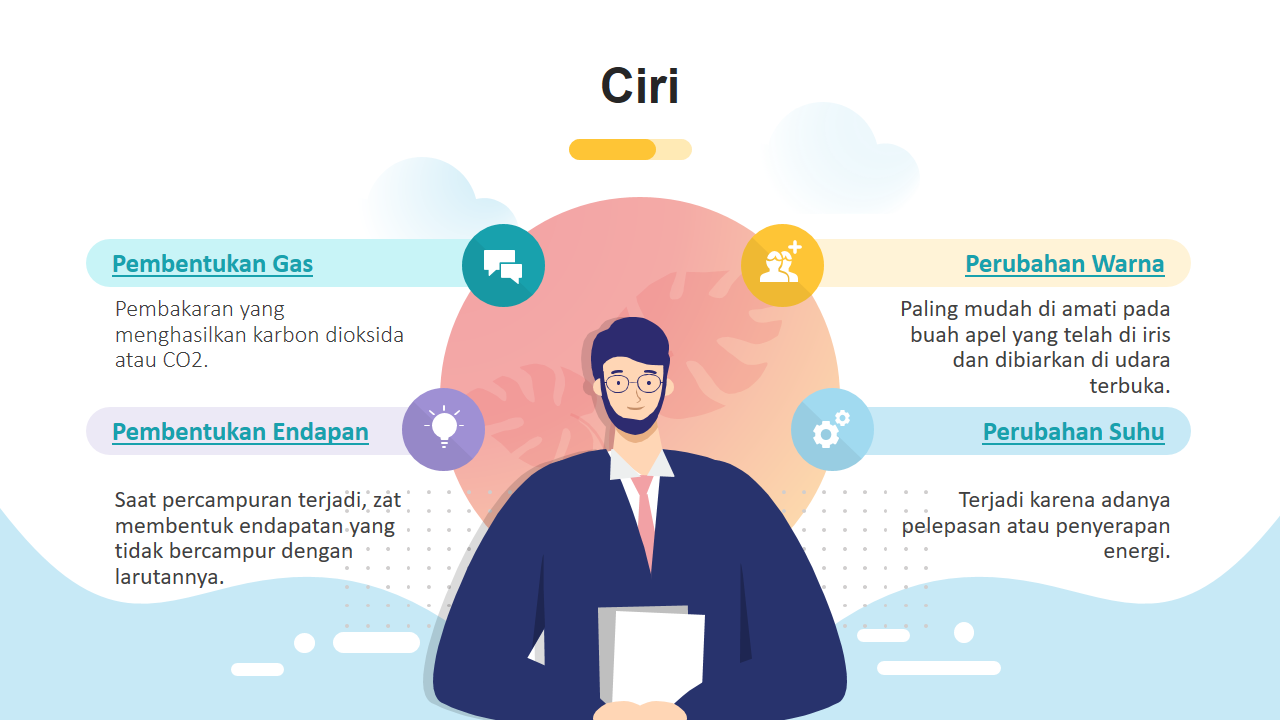 Ciri
Pembentukan Gas
Pembakaran yang
menghasilkan karbon dioksida
atau CO2.
Perubahan Warna
Paling mudah di amati pada
buah apel yang telah di iris
dan dibiarkan di udara
terbuka.
Pembentukan Endapan
Saat percampuran terjadi, zat
membentuk endapatan yang
tidak bercampur dengan
larutannya.
Perubahan Suhu
Terjadi karena adanya
pelepasan atau penyerapan
energi.